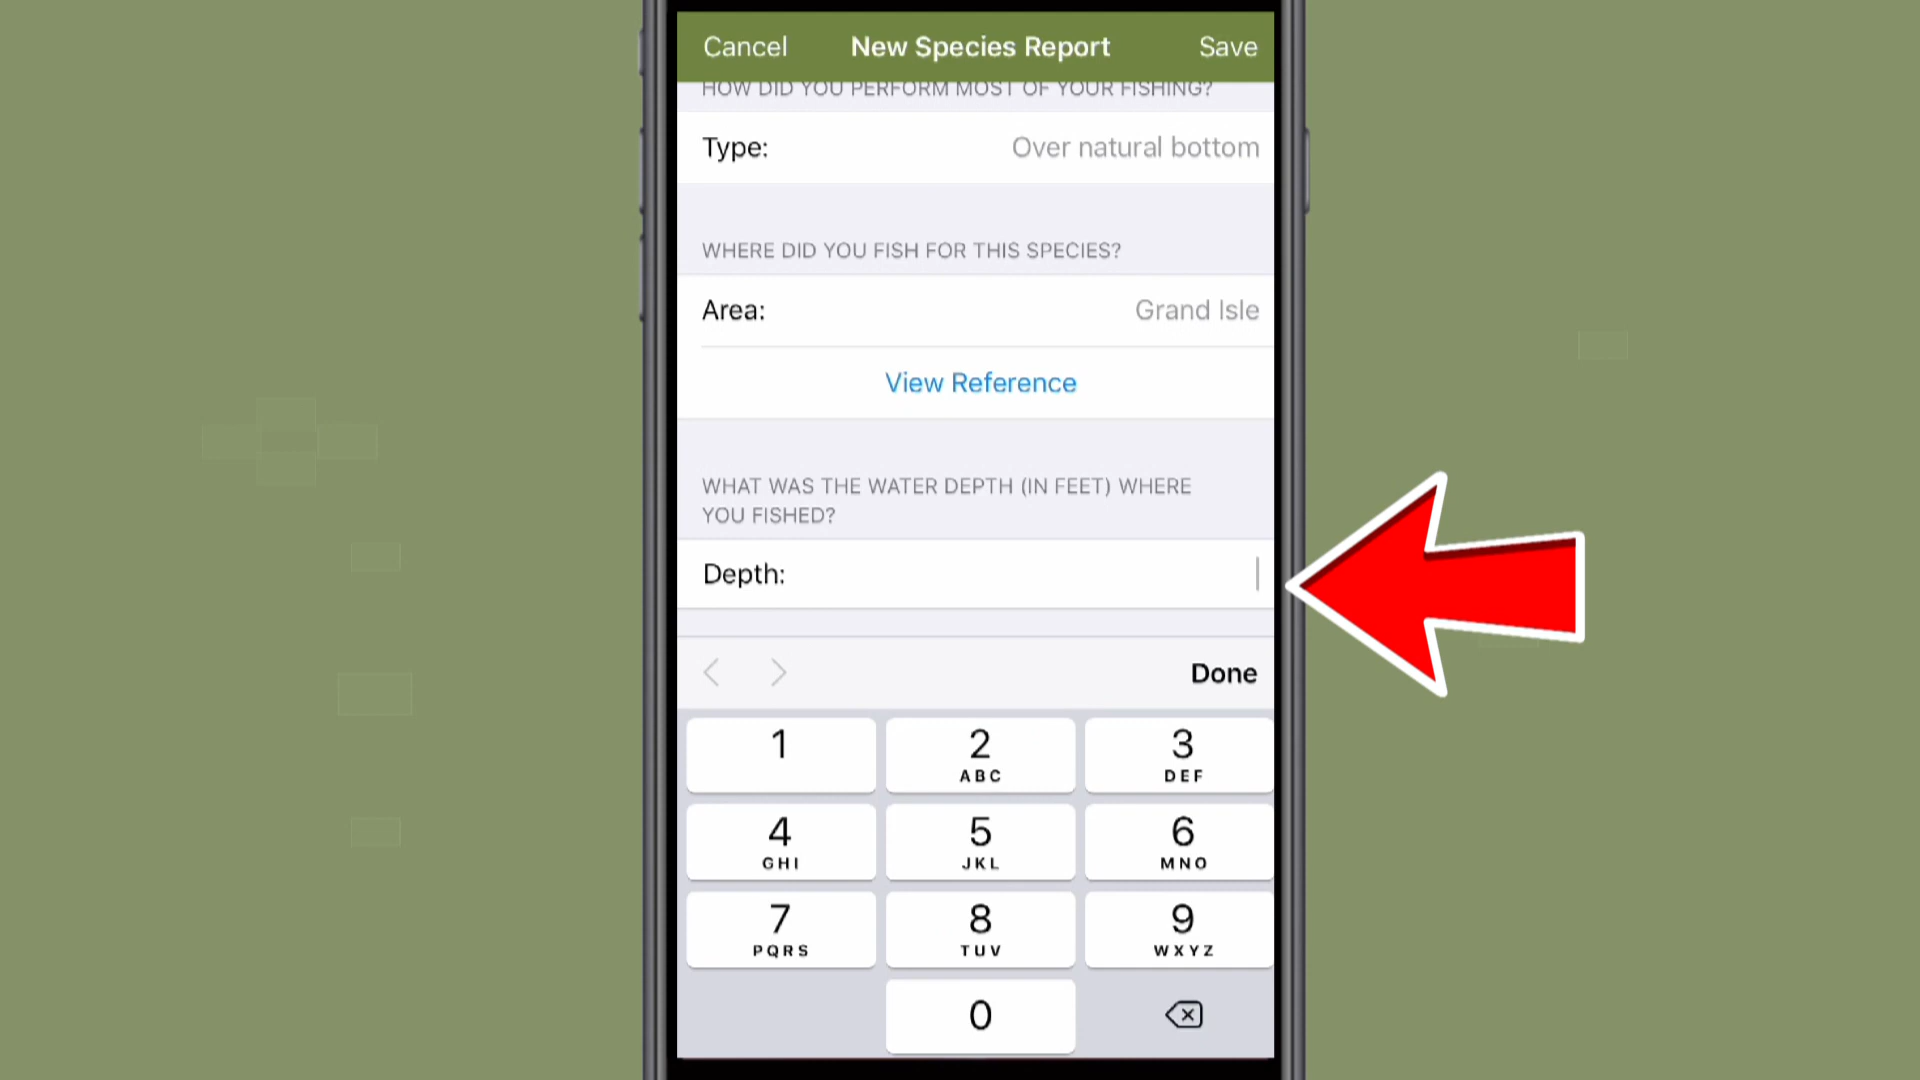 Cancel New Species Report Save
HOW DID YOU PERFORM MOST OF YOUR FISHING?
Type: Over natural bottom
WHERE DID YOU FISH FOR THIS SPECIES?
Area: Grand Isle
View Reference
WHAT WAS THE WATER DEPTH (IN FEET) WHERE
YOU FISHED?
Depth:
Done
1 2 3
ABC DEF
4 5 6
GHI JKL MNO
7 8 9
PQRS TUV WXYZ
0